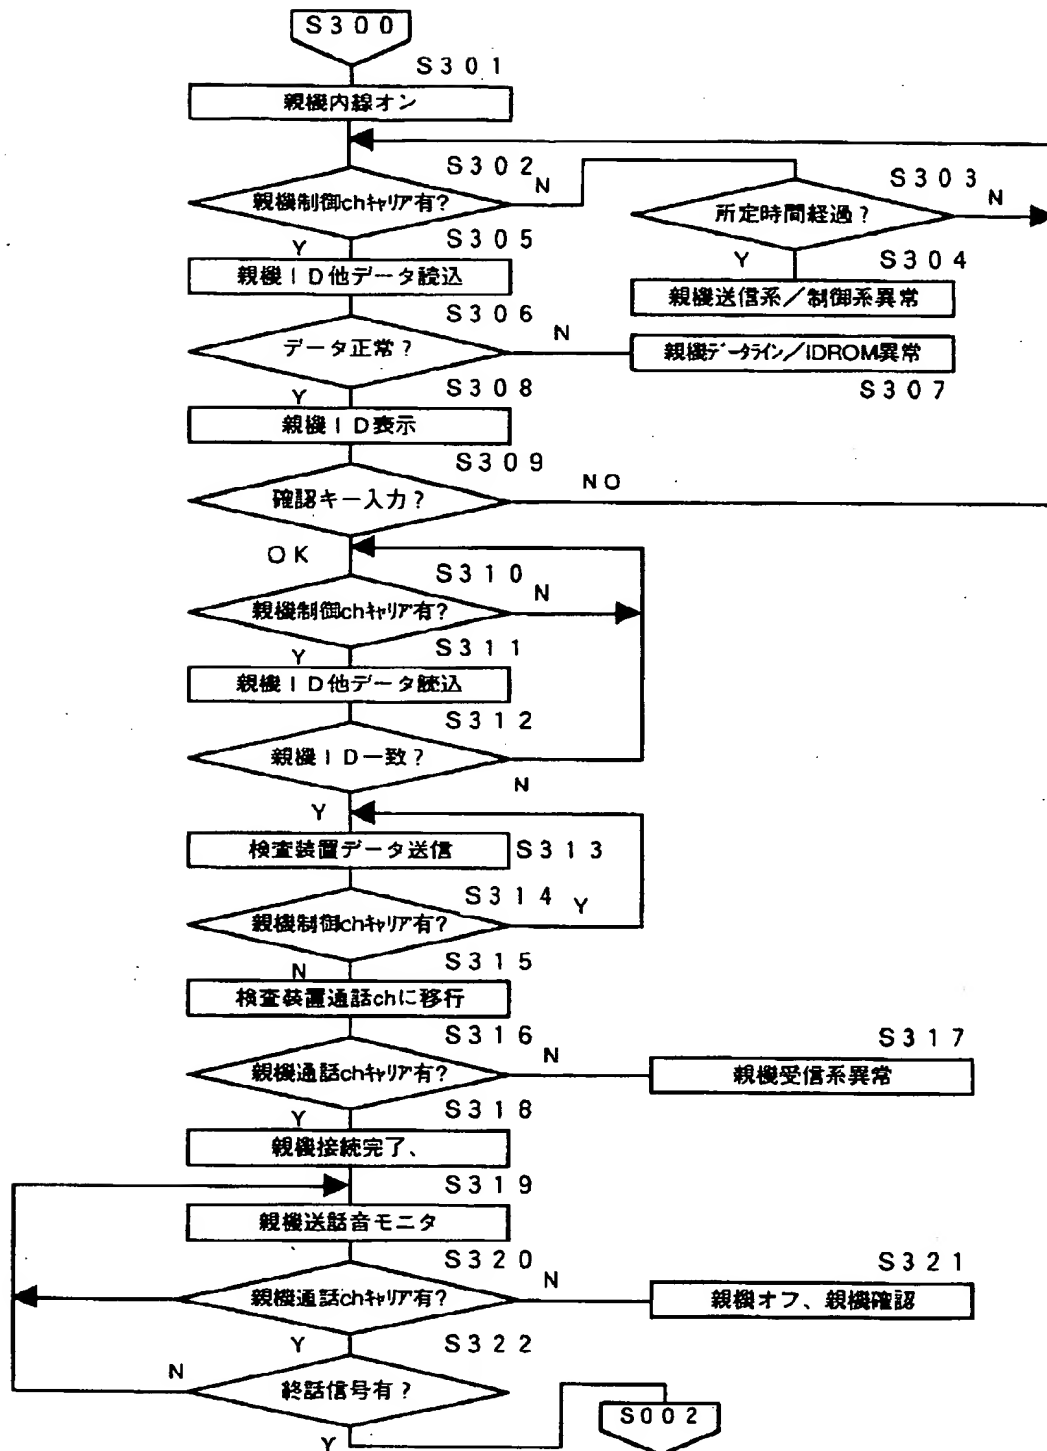 S300
S301
親機内線オン
S302
親機制御chキャリア有?
N
S303
所定時間経過?
N
Y
S305
Y
S304
親機ID他データ読込
親機送信系/制御系異常
S306
データ正常?
N
親機データライン/IDROM異常
S307
Y
S308
親機ID表示
S309
確認キー入力?
NO
OK
S310
親機制御chキャリア有?
N
Y
S311
親機ID他データ読込
S312
親機ID一致?
N
Y
検査装置データ送信
S313
S314
親機制御chキャリア有?
Y
N
S315
検査装置通話chに移行
S316
親機通話chキャリア有?
N
S317
親機受信系異常
Y
S318
親機接続完了、
S319
親機送話音モニタ
S320
親機通話chキャリア有?
N
S321
親機オフ、親機確認
Y
S322
N
終話信号有?
Y
S002